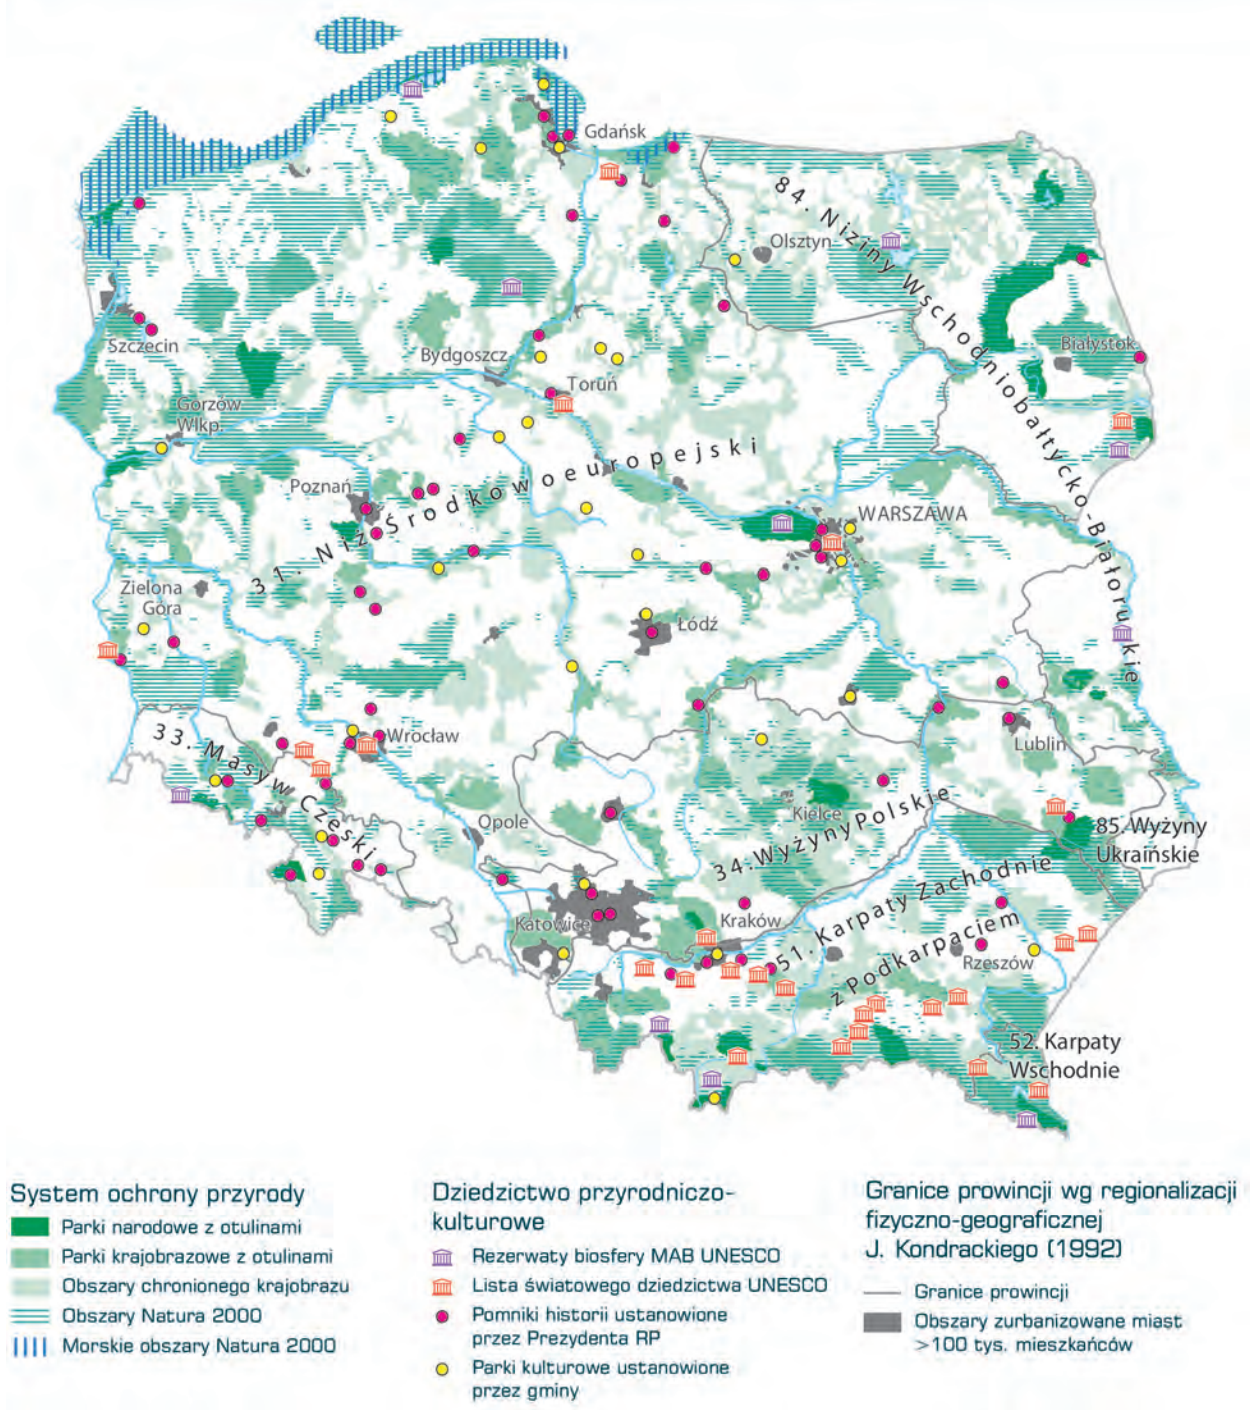 Gdańsk
84. Niziny Wschodniobałtycko-Białoruskie
Olsztyn
Szczecin
Bydgoszcz
Białystok
Toruń
Gorzów
Wlkp.
31. Niż Środkowoeuropejski
Poznań
WARSZAWA
Zielona
Góra
Łódź
33. Masyw Czeski
Wrocław
Lublin
Opole
Kielce
34. Wyżyny Polskie
85. Wyżyny
Ukraińskie
Katowice
Kraków
51. Karpaty Zachodnie
z Podkarpaciem
Rzeszów
52. Karpaty
Wschodnie
System ochrony przyrody
Parki narodowe z otulinami
Parki krajobrazowe z otulinami
Obszary chronionego krajobrazu
Obszary Natura 2000
Morskie obszary Natura 2000
Dziedzictwo przyrodniczo-
kulturowe
Rezerwaty biosfery MAB UNESCO
Lista światowego dziedzictwa UNESCO
Pomniki historii ustanowione
przez Prezydenta RP
Parki kulturowe ustanowione
przez gminy
Granice prowincji wg regionalizacji
fizyczno-geograficznej
J. Kondrackiego (1992)
Granice prowincji
Obszary zurbanizowane miast
>100 tys. mieszkańców